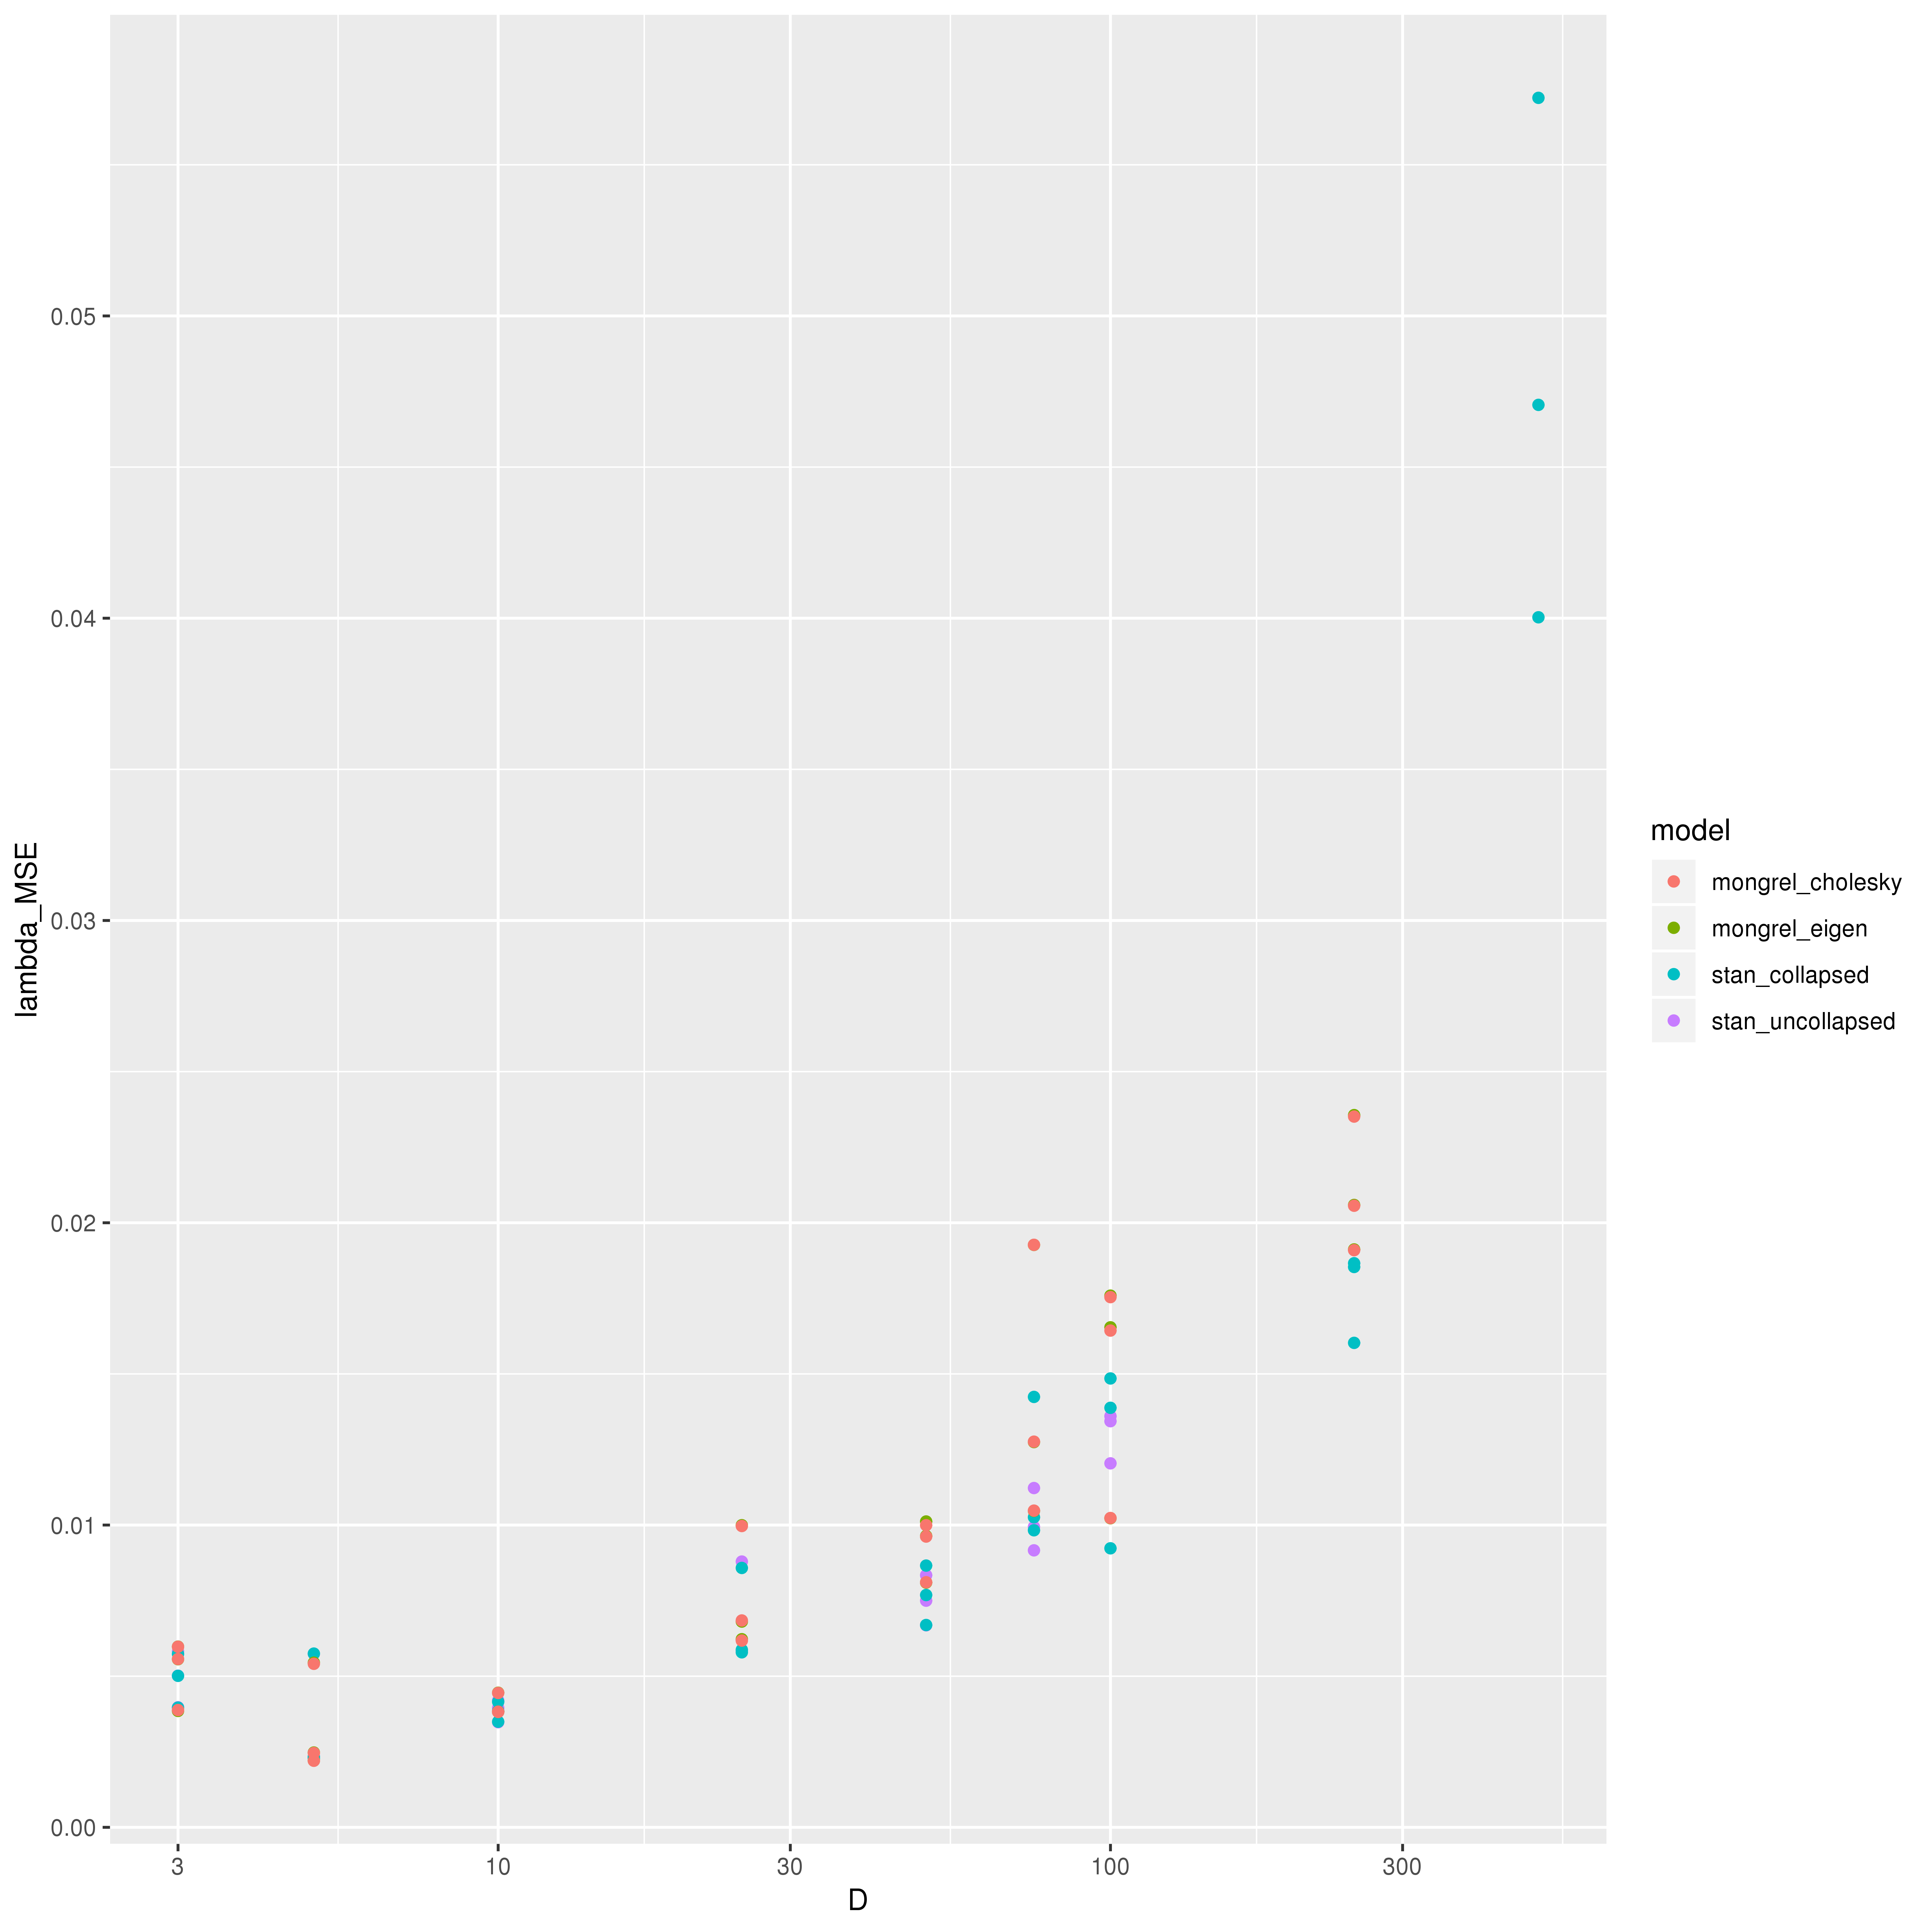 lambda_MSE
0.05
0.04
0.03
0.02
0.01
0.00
3
10
30
100
300
D
model
mongrel_cholesky
mongrel_eigen
stan_collapsed
stan_uncollapsed